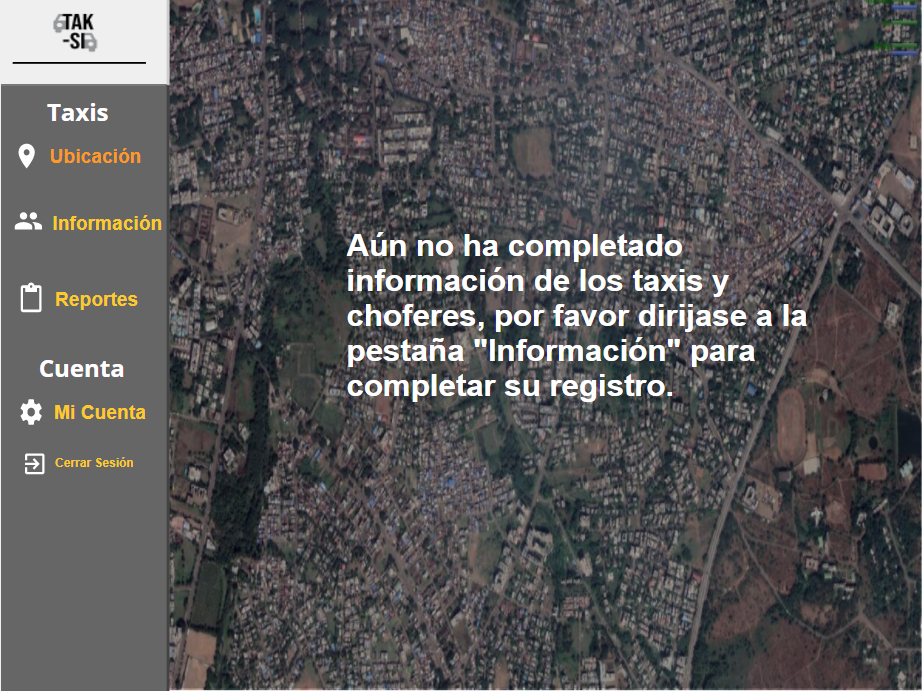 TAK
-SI
Taxis
Ubicación
Información
Reportes
Cuenta
Mi Cuenta
Cerrar Sesión
Aún no ha completado
información de los taxis y
choferes, por favor dirijase a la
pestaña "Información" para
completar su registro.